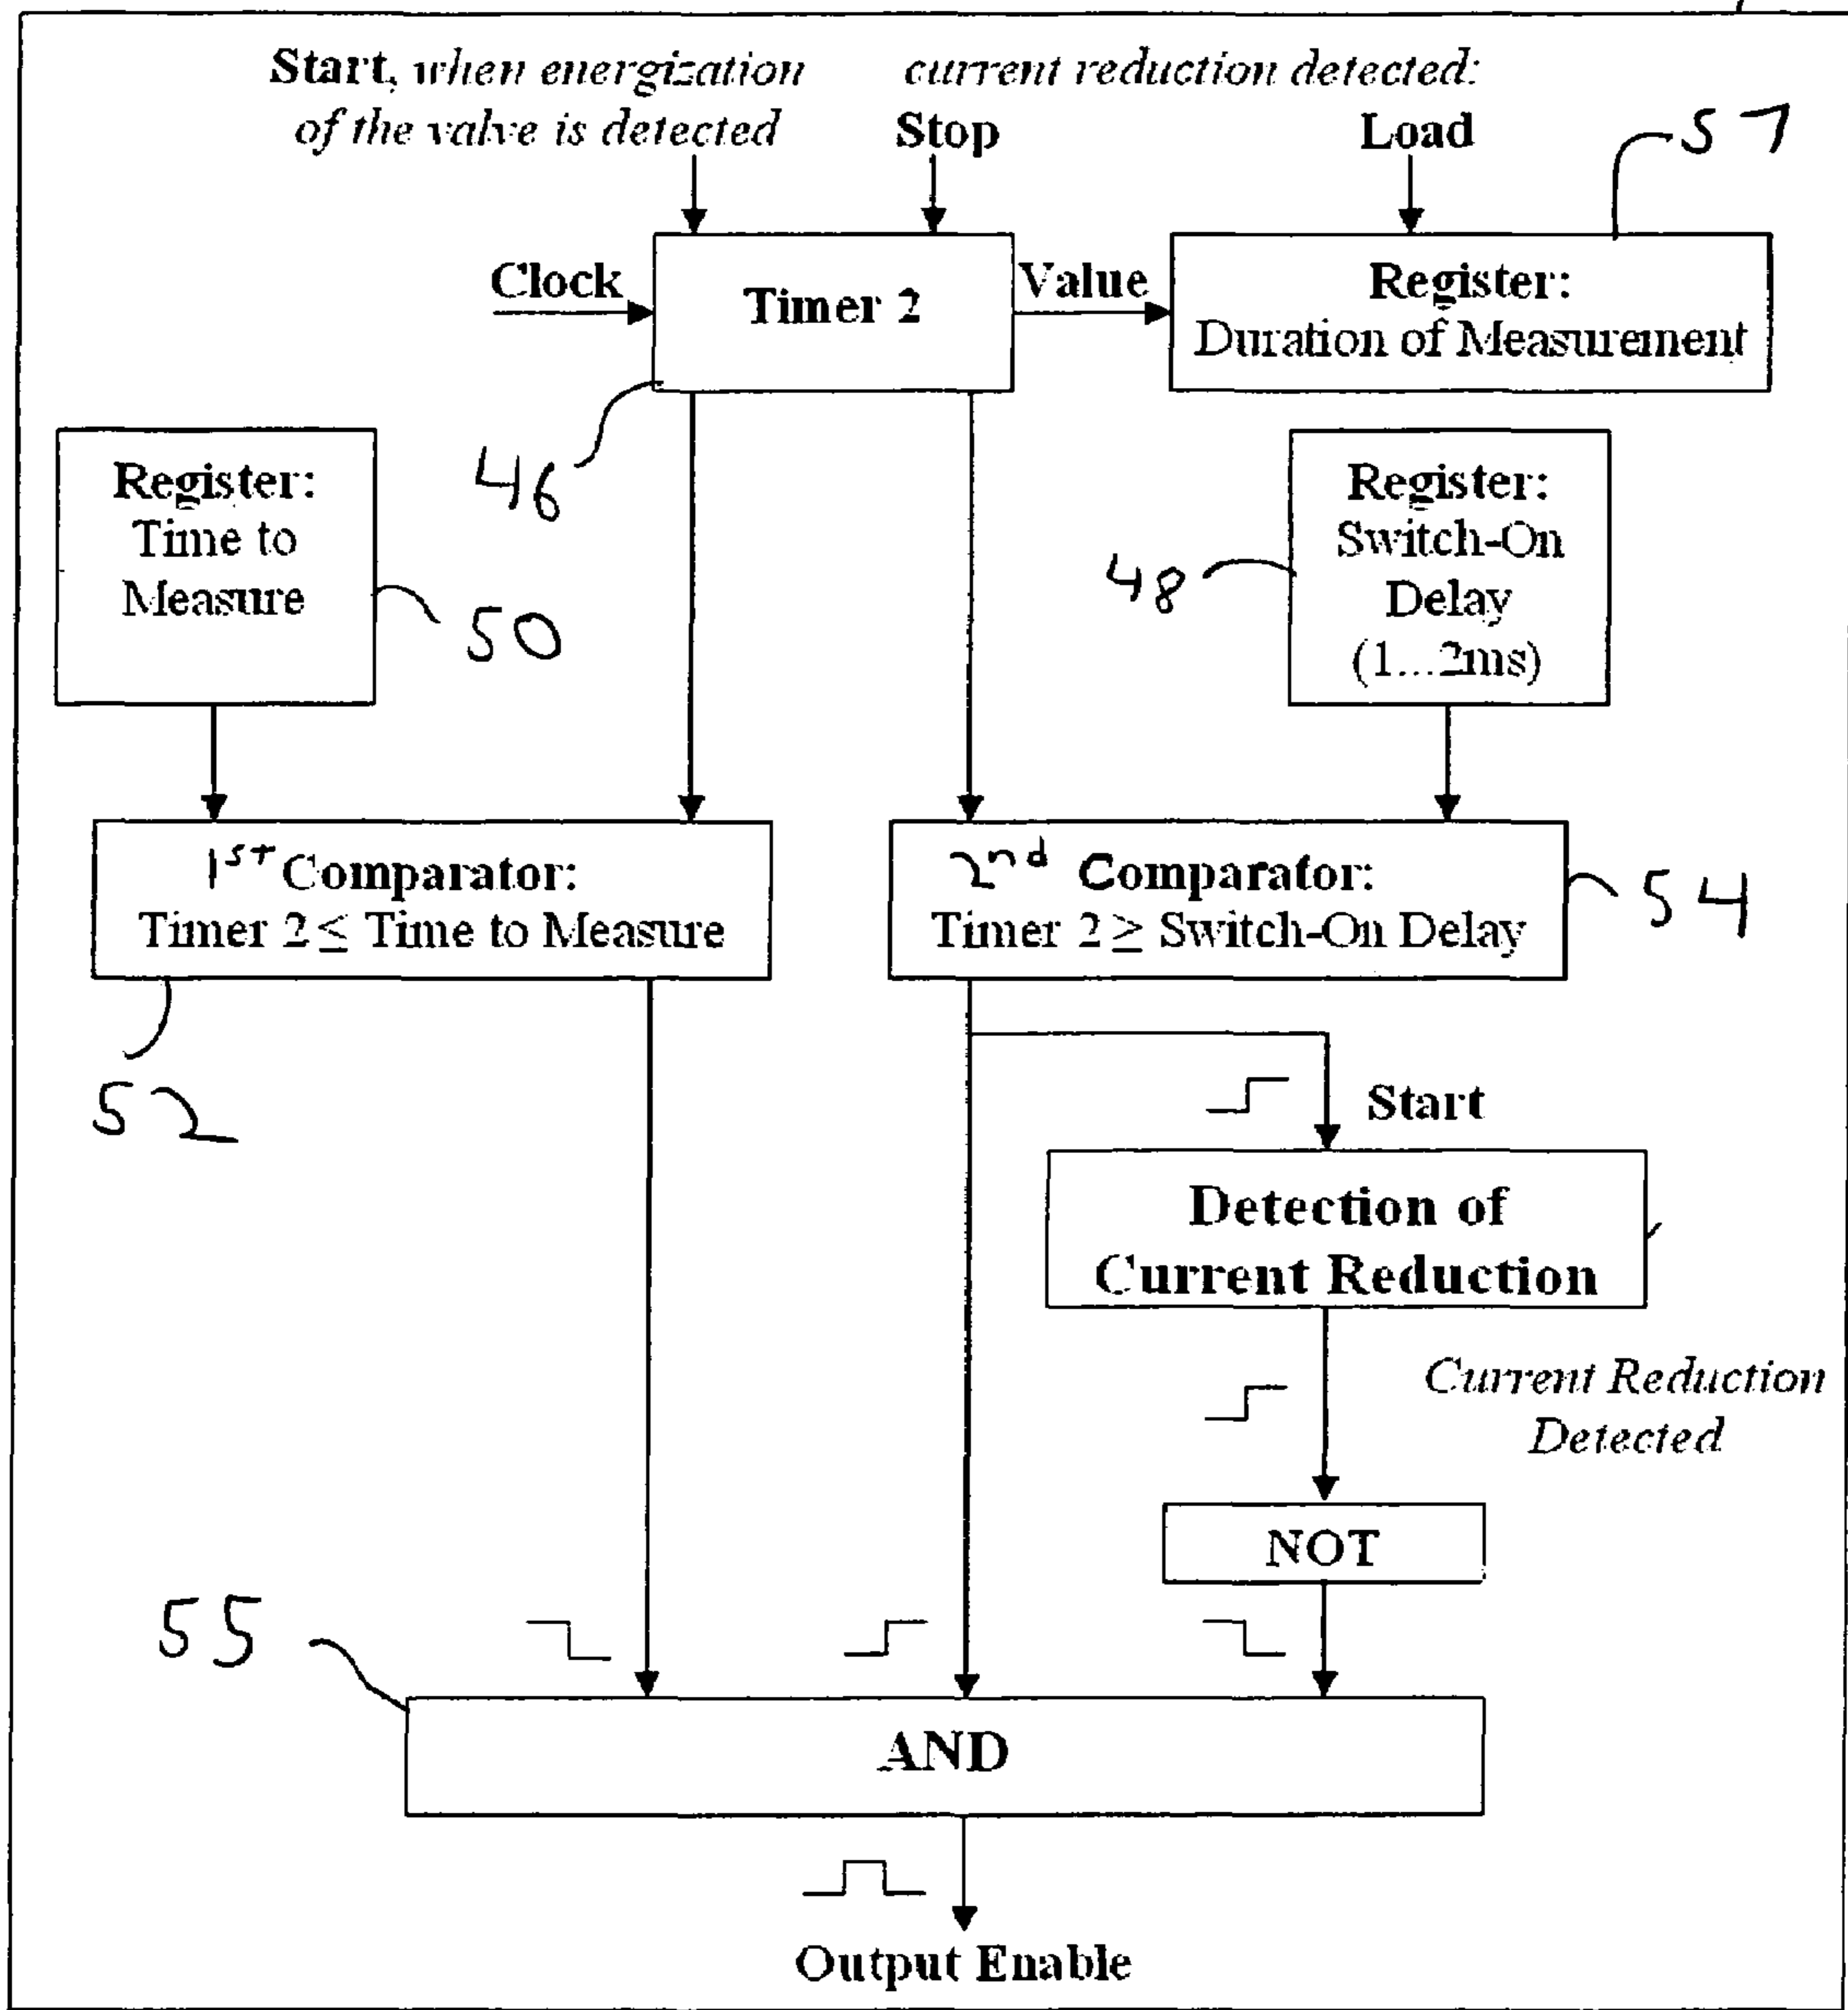 Start, when energization
of the valve is detected
current reduction detected:
Stop
Load
57
Clock
Timer 2
Value
Register:
Duration of Measurement
46
Register:
Time to
Measure
50
Register:
Switch-On
Delay
(1...2ms)
48
1st Comparator:
Timer 2 ≤ Time to Measure
52
2nd Comparator:
Timer 2 ≥ Switch-On Delay
54
Start
Detection of
Current Reduction
Current Reduction
Detected
NOT
55
AND
Output Enable